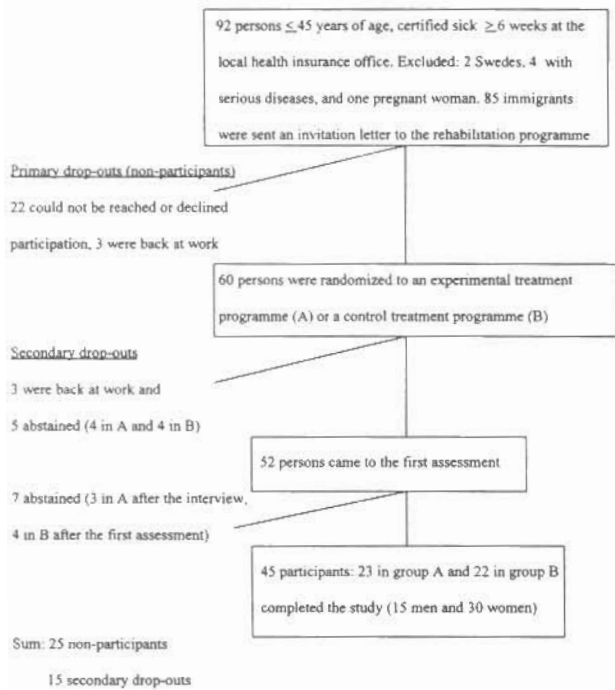 92 persons ≤45 years of age, certified sick ≥6 weeks at the
local health insurance office. Excluded: 2 Swedes, 4 with
serious diseases, and one pregnant woman. 85 immigrants
were sent an invitation letter to the rehabilitation programme
Primary drop-outs (non-participants)
22 could not be reached or declined
participation, 3 were back at work
60 persons were randomized to an experimental treatment
programme (A) or a control treatment programme (B)
Secondary drop-outs
3 were back at work and
5 abstained (4 in A and 4 in B)
52 persons came to the first assessment
7 abstained (3 in A after the interview,
4 in B after the first assessment)
45 participants: 23 in group A and 22 in group B
completed the study (15 men and 30 women)
Sum: 25 non-participants
15 secondary drop-outs